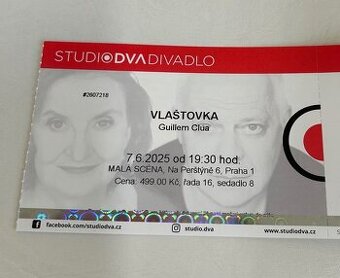 STUDIODVADIVADLO
#2607218
VLAŠTOVKA
Guillem Clua
7.6.2025 od 19:30 hod.
MALÁ SCÉNA, Na Perštýně 6, Praha 1
Cena: 499.00 Kč, řada 16, sedadlo 8
facebook.com/studiodva.cz
studio.dva
www.studiodva.cz